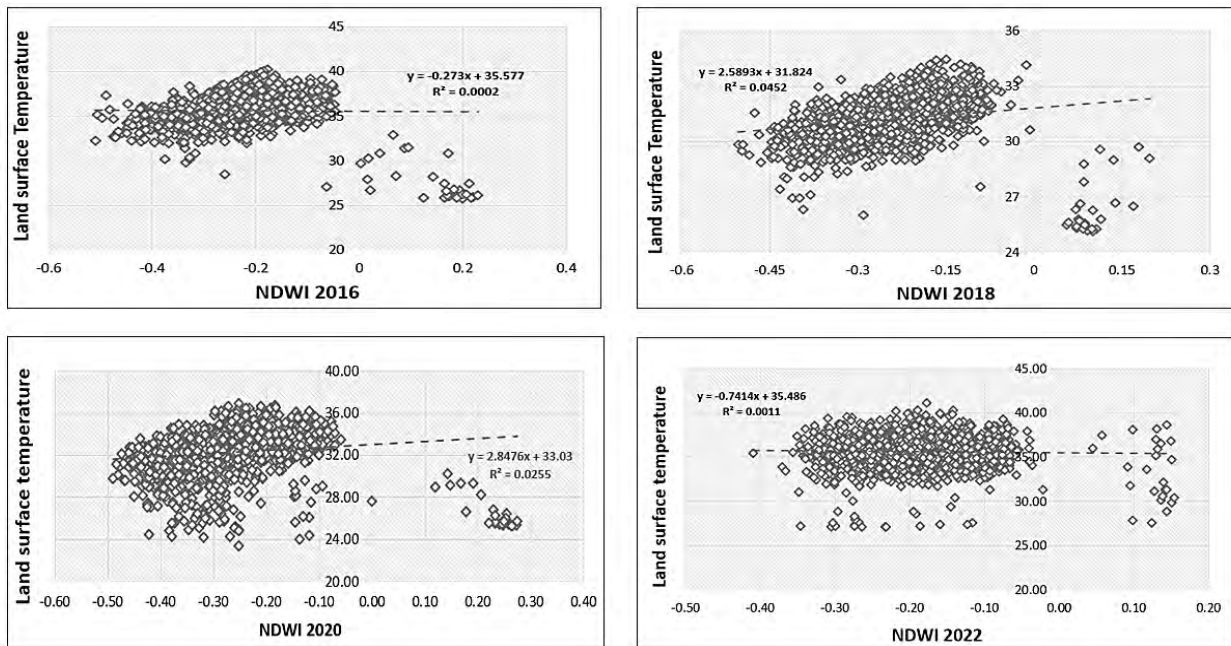 Land surface Temperature
45
40
35
30
25
20
y = -0.273x + 35.577
R² = 0.0002
-0.6 -0.4 -0.2 0 0.2 0.4
NDWI 2016
Land surface Temperature
36
33
30
27
24
y = 2.5893x + 31.824
R² = 0.0452
-0.6 -0.45 -0.3 -0.15 0 0.15 0.3
NDWI 2018
Land surface temperature
40.00
36.00
32.00
28.00
24.00
20.00
y = 2.8476x + 33.03
R² = 0.0255
-0.60 -0.50 -0.40 -0.30 -0.20 -0.10 0.00 0.10 0.20 0.30 0.40
NDWI 2020
Land surface temperature
45.00
40.00
35.00
30.00
25.00
20.00
15.00
y = -0.7414x + 35.486
R² = 0.0011
-0.50 -0.40 -0.30 -0.20 -0.10 0.00 0.10 0.20
NDWI 2022